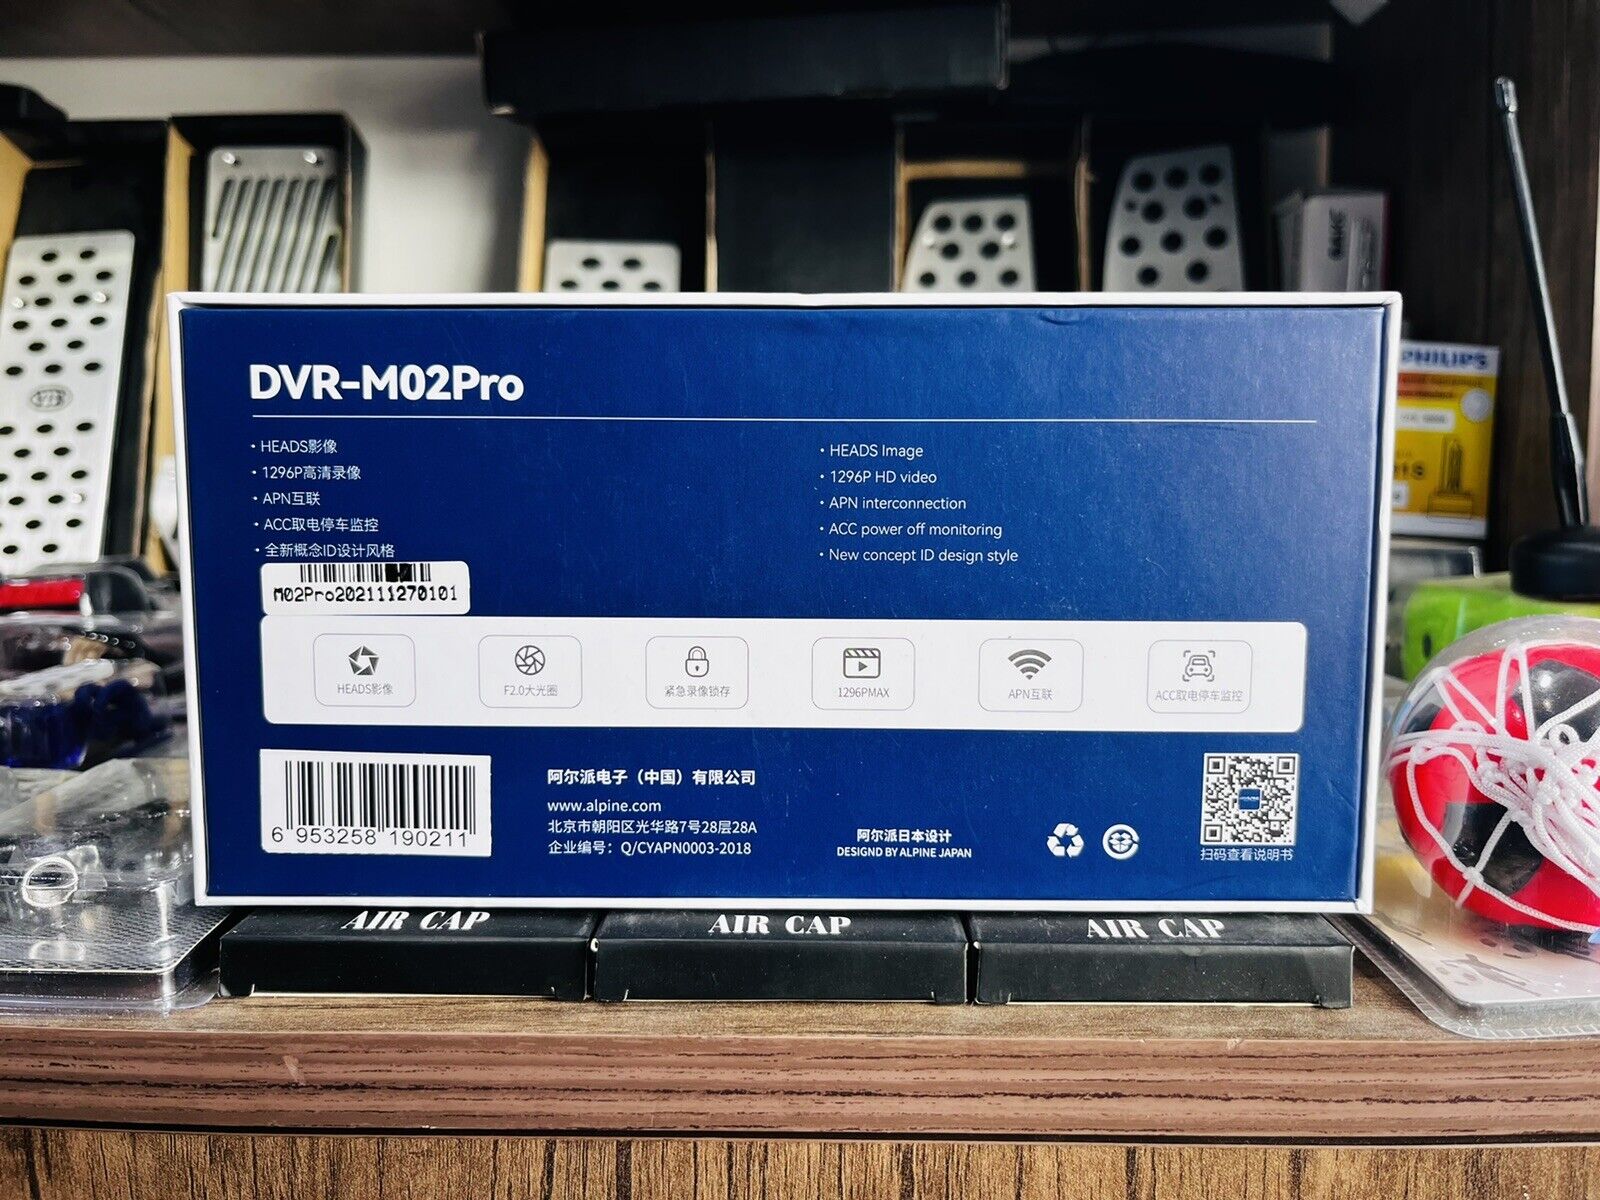 PHILIPS
DVR-M02Pro
· HEADS影像
· 1296P高清录像
· APN互联
· ACC取电停车监控
· 全新概念ID设计风格
· HEADS Image
· 1296P HD video
· APN interconnection
· ACC power off monitoring
· New concept ID design style
M02Pro202111270101
HEADS影像
F2.0大光圈
紧急录像锁存
1296PMAX
APN互联
ACC取电停车监控
6 953258 190211
阿尔派电子（中国）有限公司
www.alpine.com
北京市朝阳区光华路7号28层28A
企业编号：Q/CYAPN0003-2018
阿尔派日本设计
DESIGND BY ALPINE JAPAN
扫码查看说明书
AIR CAP
AIR CAP
AIR CAP